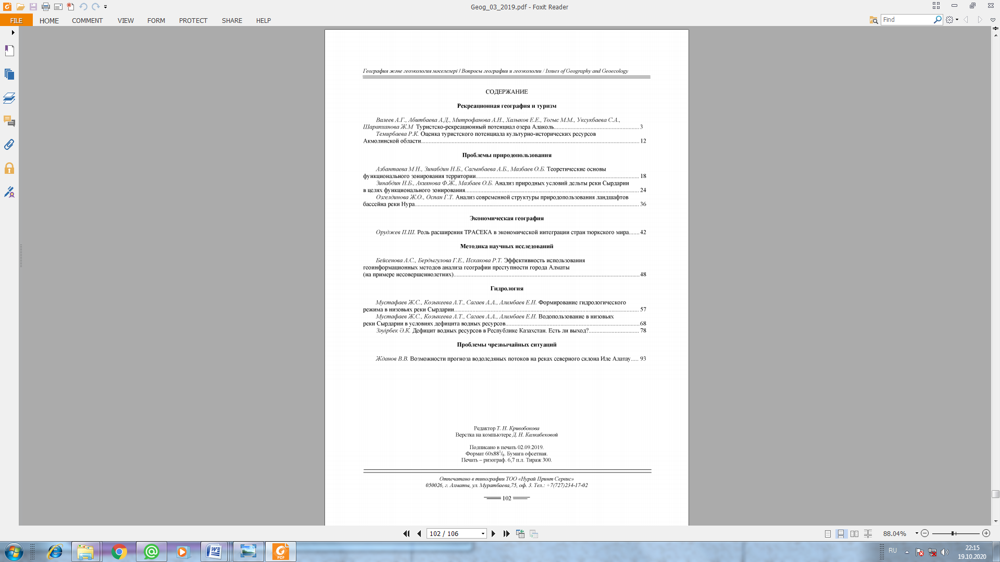 Geog_03_2019.pdf - Foxit Reader
FILE HOME COMMENT VIEW FORM PROTECT SHARE HELP
Find
География және геоэкология мәселелері / Вопросы географии и геоэкологии / Issues of Geography and Geoecology
СОДЕРЖАНИЕ
Рекреационная география и туризм
Валеев А.Г., Абитбаева А.Д., Митрофанова А.Н., Халыков Е.Е., Тогыс М.М., Уксукбаева С.А.,
Шарапханова Ж.М Туристско-рекреационный потенциал озера Алаколь........ 3
Темирбаева Р.К. Оценка туристского потенциала культурно-исторических ресурсов
Акмолинской области........ 12
Проблемы природопользования
Азбантаева М Н., Зинабдин Н.Б., Сагынбаева А.Б., Мазбаев О.Б. Теоретические основы
функционального зонирования территории........ 18
Зинабдин Н.Б., Акиянова Ф.Ж., Мазбаев О.Б. Анализ природных условий дельты реки Сырдарии
в целях функционального зонирования........ 24
Озгелдинова Ж.О., Оспан Г.Т. Анализ современной структуры природопользования ландшафтов
бассейна реки Нура........ 36
Экономическая география
Оруджев П.Ш. Роль расширения ТРАСЕКА в экономической интеграции стран тюркского мира...... 42
Методика научных исследований
Бейсенова А.С., Бердыгулова Г.Е., Искакова Р.Т. Эффективность использования
геоинформационных методов анализа географии преступности города Алматы
(на примере несовершеннолетних)........ 48
Гидрология
Мустафаев Ж.С., Козыкеева А.Т., Сагаев А.А., Алимбаев Е.Н. Формирование гидрологического
режима в низовьях реки Сырдарии........ 57
Мустафаев Ж.С., Козыкеева А.Т., Сагаев А.А., Алимбаев Е.Н. Водопользование в низовьях
реки Сырдарии в условиях дефицита водных ресурсов........ 68
Зәуірбек Ә.К. Дефицит водных ресурсов в Республике Казахстан. Есть ли выход?........ 78
Проблемы чрезвычайных ситуаций
Жданов В.В. Возможности прогноза водоледяных потоков на реках северного склона Иле Алатау..... 93
Редактор Т. Н. Кривобокова
Верстка на компьютере Д. Н. Калкабековой
Подписано в печать 02.09.2019.
Формат 60х88 1/8. Бумага офсетная.
Печать – ризограф. 6,7 п.л. Тираж 300.
Отпечатано в типографии ТОО «Нурай Принт Сервис»
050026, г. Алматы, ул. Муратбаева,75, оф. 3. Тел.: +7(727)234-17-02
102
102 / 106
88.04%
PDF
RU
22:15
19.10.2020